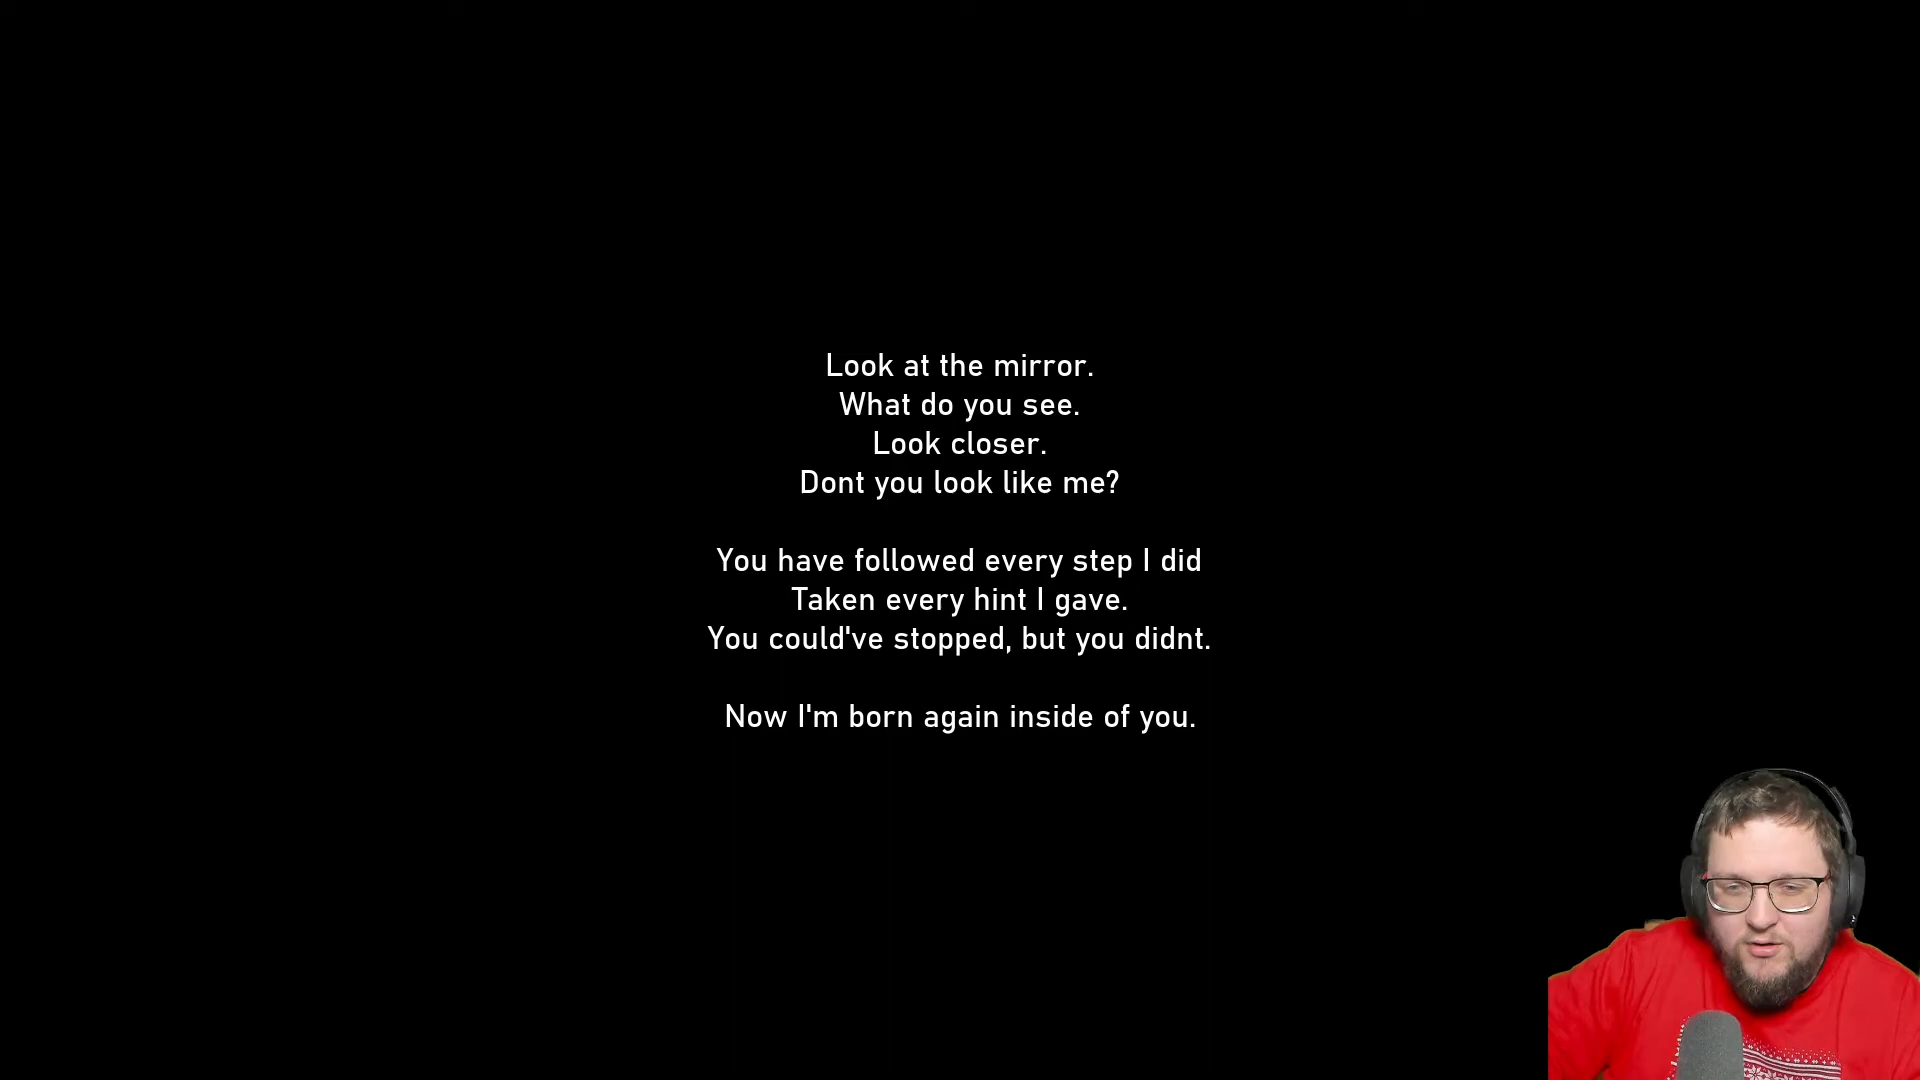 Look at the mirror.
What do you see.
Look closer.
Dont you look like me?
You have followed every step I did
Taken every hint I gave.
You could've stopped, but you didnt.
Now I'm born again inside of you.